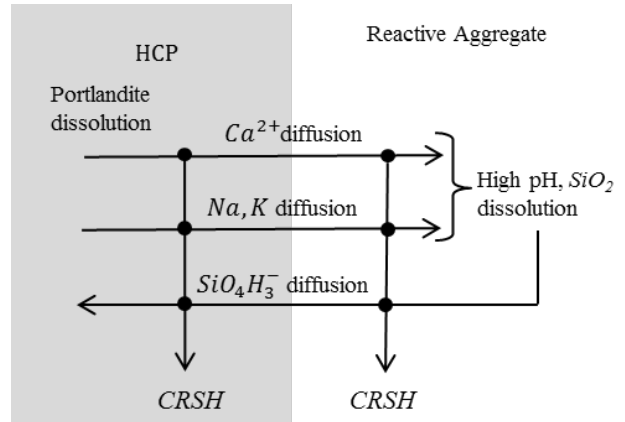 HCP
Reactive Aggregate
Portlandite
dissolution
Ca²⁺diffusion
Na, K diffusion
High pH, SiO₂
dissolution
SiO₄H₃⁻ diffusion
CRSH
CRSH